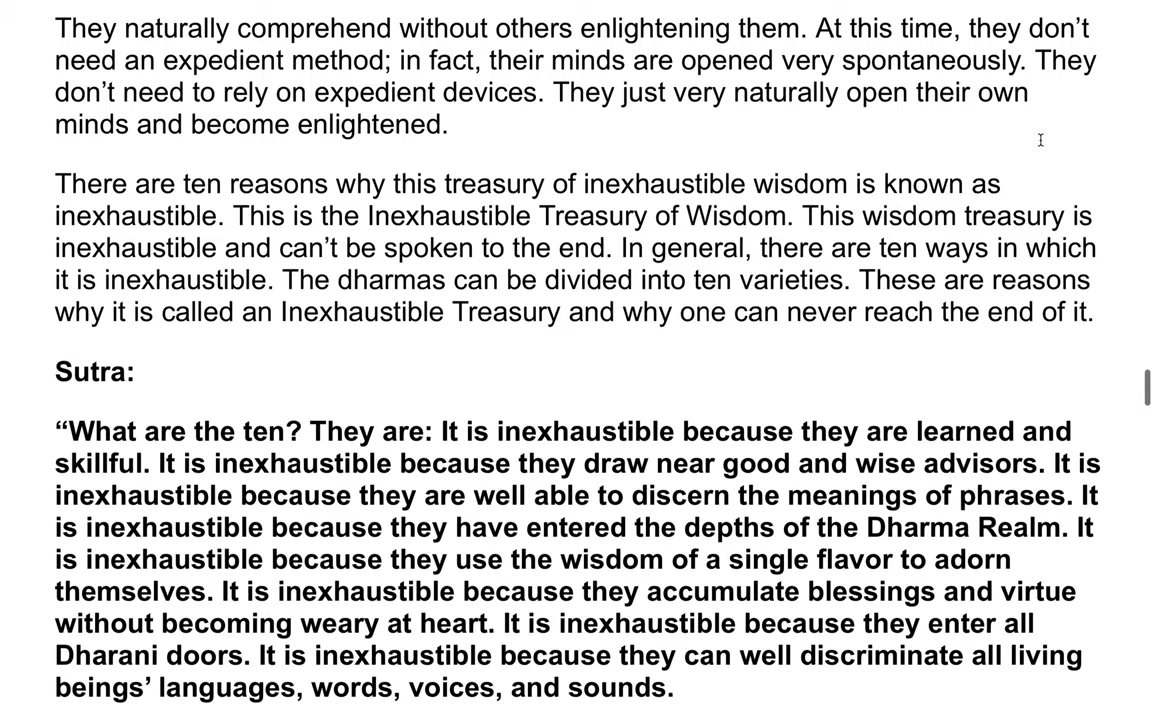 They naturally comprehend without others enlightening them. At this time, they don’t
need an expedient method; in fact, their minds are opened very spontaneously. They
don’t need to rely on expedient devices. They just very naturally open their own
minds and become enlightened.
There are ten reasons why this treasury of inexhaustible wisdom is known as
inexhaustible. This is the Inexhaustible Treasury of Wisdom. This wisdom treasury is
inexhaustible and can’t be spoken to the end. In general, there are ten ways in which
it is inexhaustible. The dharmas can be divided into ten varieties. These are reasons
why it is called an Inexhaustible Treasury and why one can never reach the end of it.
Sutra:
“What are the ten? They are: It is inexhaustible because they are learned and
skillful. It is inexhaustible because they draw near good and wise advisors. It is
inexhaustible because they are well able to discern the meanings of phrases. It
is inexhaustible because they have entered the depths of the Dharma Realm. It
is inexhaustible because they use the wisdom of a single flavor to adorn
themselves. It is inexhaustible because they accumulate blessings and virtue
without becoming weary at heart. It is inexhaustible because they enter all
Dharani doors. It is inexhaustible because they can well discriminate all living
beings’ languages, words, voices, and sounds.